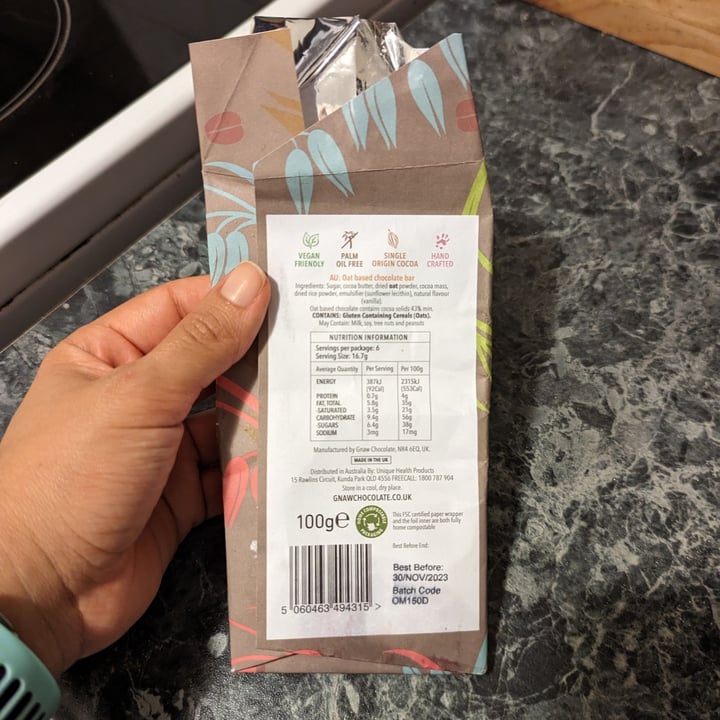 VEGAN FRIENDLY
PALM OIL FREE
SINGLE ORIGIN COCOA
HAND CRAFTED
AU: Oat based chocolate bar
Ingredients: Sugar, cocoa butter, dried oat powder, cocoa mass,
dried rice powder, emulsifier (sunflower lecithin), natural flavour
(vanilla).
Oat based chocolate contains cocoa solids 43% min.
CONTAINS: Gluten Containing Cereals (Oats).
May Contain: Milk, soy, tree nuts and peanuts
NUTRITION INFORMATION
Servings per package: 6
Serving Size: 16.7g
Average Quantity Per Serving Per 100g
ENERGY 387kJ 2315kJ
(92Cal) (553Cal)
PROTEIN 0.7g 4g
FAT, TOTAL 5.8g 35g
-SATURATED 3.5g 21g
CARBOHYDRATE 9.4g 56g
-SUGARS 6.4g 38g
SODIUM 3mg 17mg
Manufactured by Gnaw Chocolate, NR4 6EQ, UK.
MADE IN THE UK
Distributed in Australia By: Unique Health Products
15 Rawlins Circuit, Kunda Park QLD 4556 FREECALL: 1800 787 904
Store in a cool, dry place.
GNAWCHOCOLATE.CO.UK
100g℮
HOME COMPOSTABLE PACKAGING
This FSC certified paper wrapper
and the foil inner are both fully
home compostable
Best Before End:
Best Before:
30/NOV/2023
Batch Code
OM150D
5 060463 494315 >